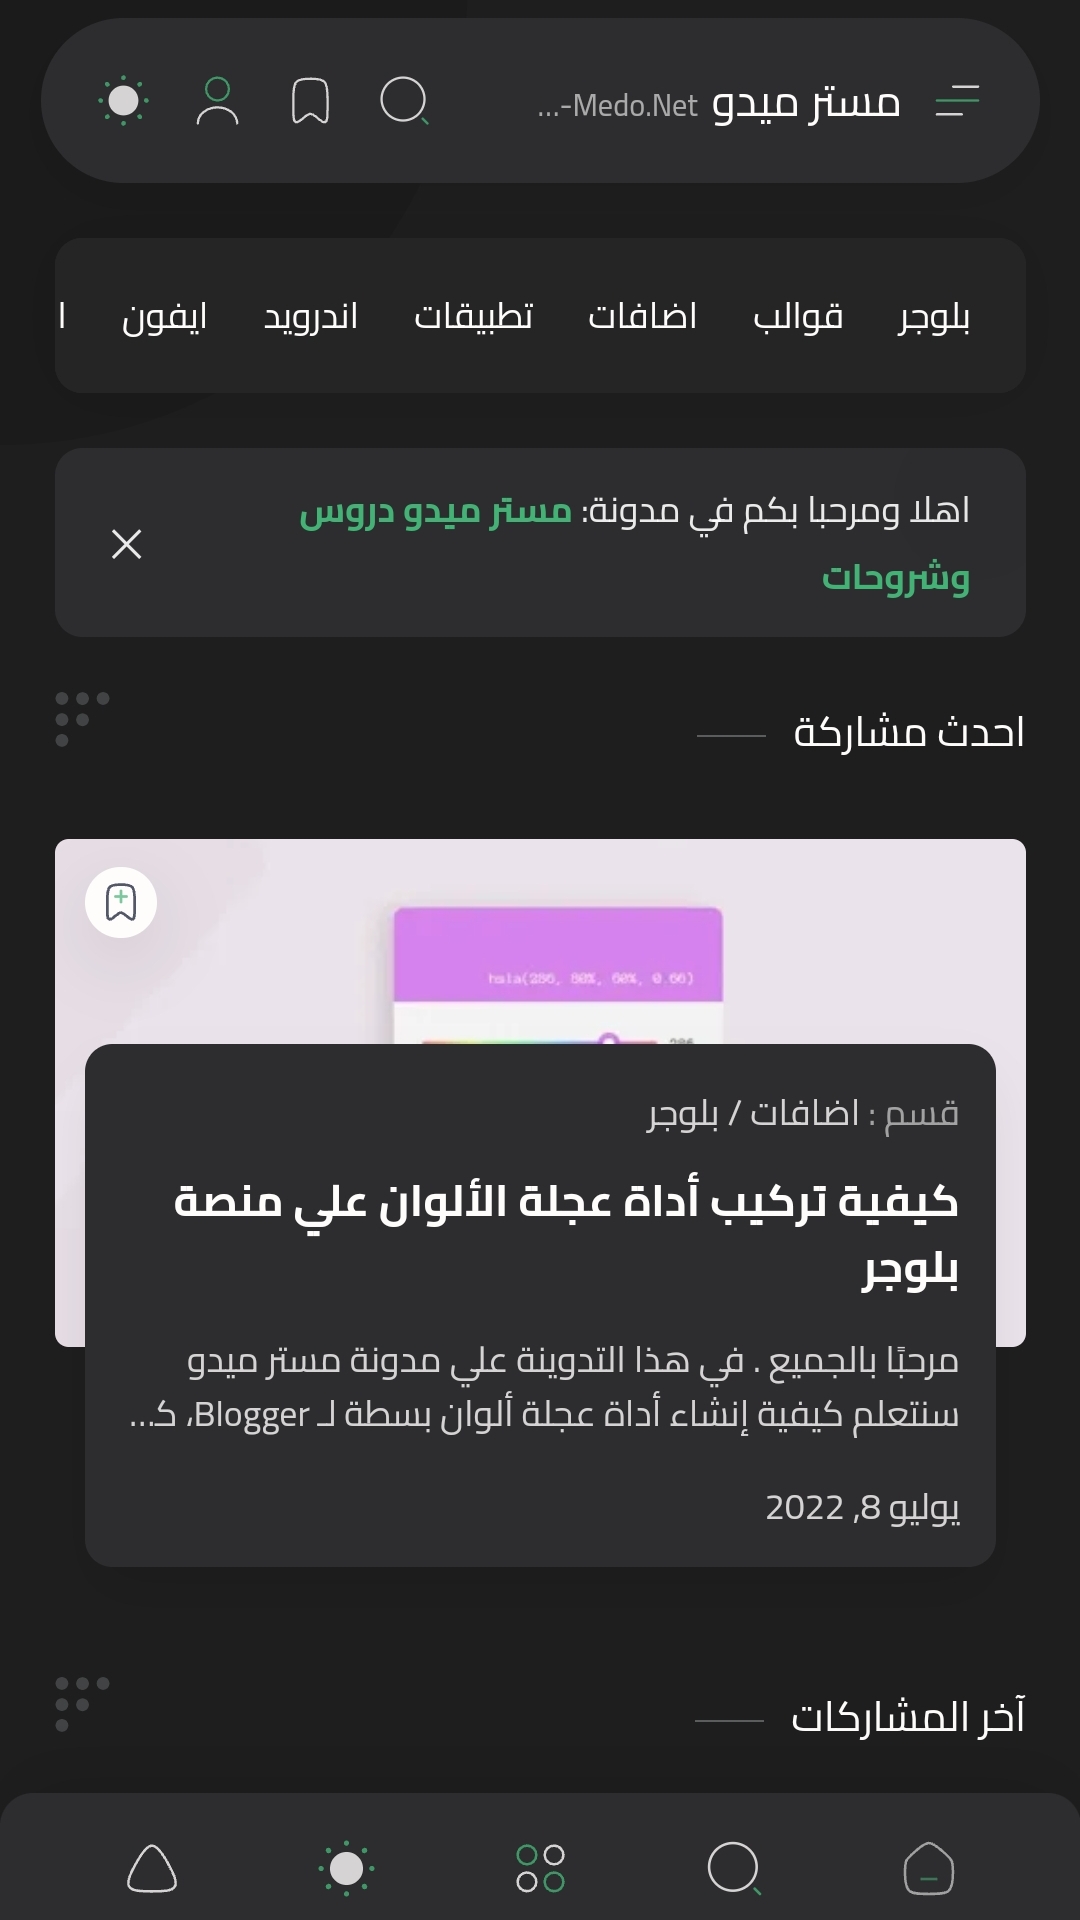 مستر ميدو Medo.Net-...
بلوجر قوالب اضافات تطبيقات اندرويد ايفون ا
اهلا ومرحبا بكم في مدونة: مستر ميدو دروس
وشروحات
احدث مشاركة
hsla(286, 80%, 60%, 0.66)
286
قسم : اضافات / بلوجر
كيفية تركيب أداة عجلة الألوان علي منصة
بلوجر
مرحبًا بالجميع . في هذا التدوينة علي مدونة مستر ميدو
سنتعلم كيفية إنشاء أداة عجلة ألوان بسطة لـ Blogger، كـ...
يوليو 8, 2022
آخر المشاركات